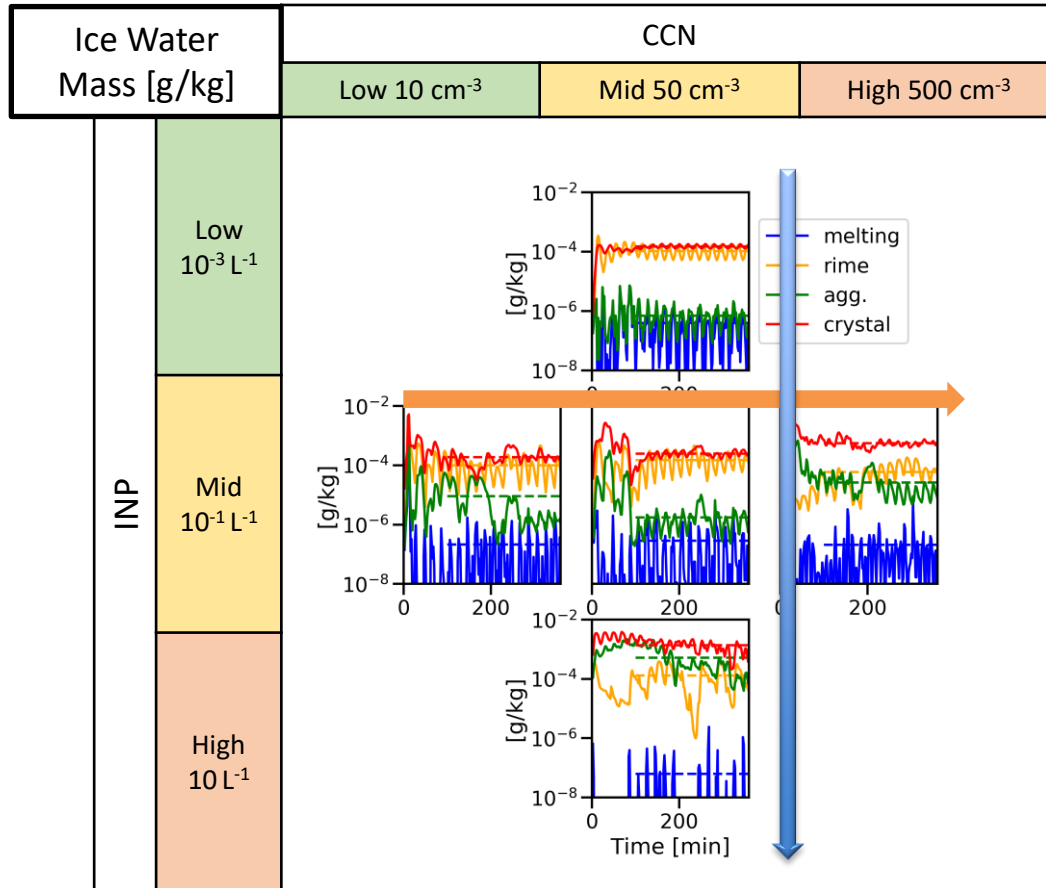 Ice Water
Mass [g/kg]
CCN
Low 10 cm-3
Mid 50 cm-3
High 500 cm-3
INP
Low
10-3 L-1
10-2
10-4
10-6
10-8
[g/kg]
0
200
melting
rime
agg.
crystal
Mid
10-1 L-1
10-2
10-4
10-6
10-8
[g/kg]
0
200
[g/kg]
0
200
0
200
High
10 L-1
10-2
10-4
10-6
10-8
[g/kg]
0
200
Time [min]